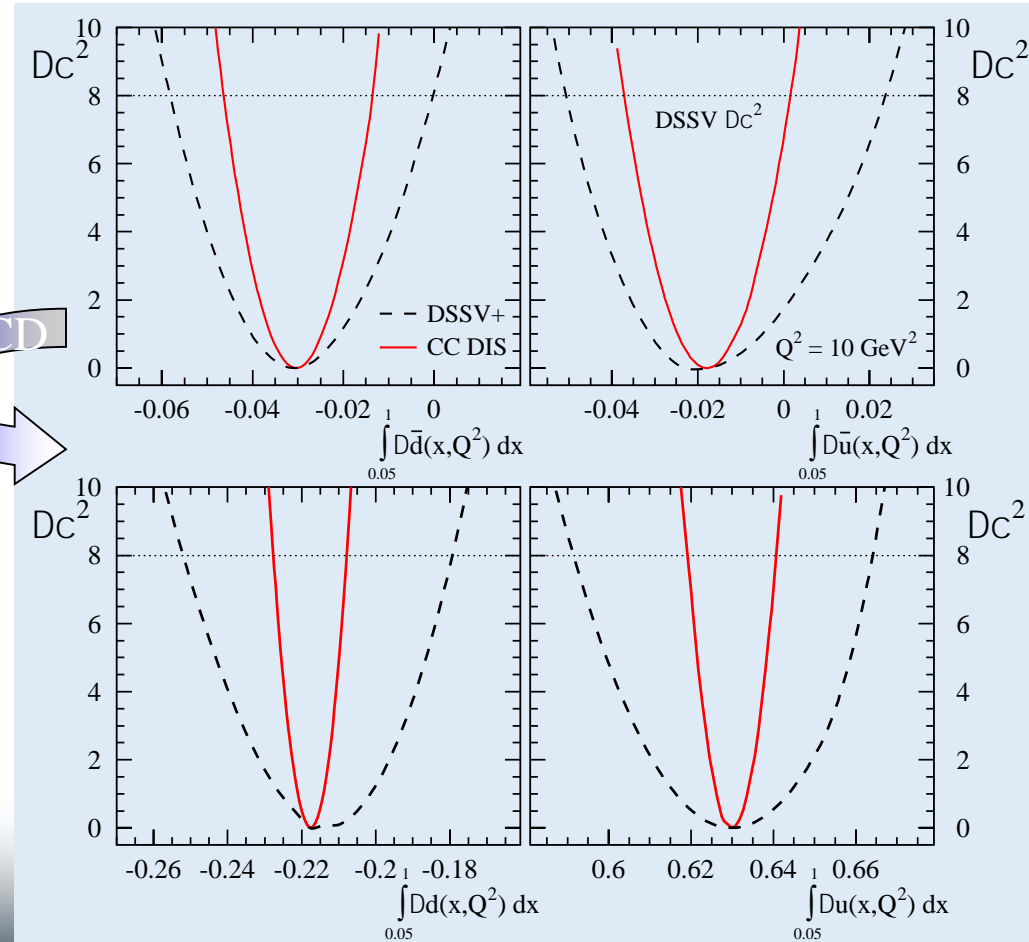 10
8
6
4
2
0
Dc²
DSSV+
CC DIS
-0.06 -0.04 -0.02 0
∫ 1 0.05 Dd̄(x,Q²) dx
10
8
6
4
2
0
Dc²
DSSV Dc²
Q² = 10 GeV²
-0.04 -0.02 0 0.02
∫ 1 0.05 Dū(x,Q²) dx
CD
10
8
6
4
2
0
Dc²
-0.26 -0.24 -0.22 -0.2 -0.18
∫ 1 0.05 Dd(x,Q²) dx
10
8
6
4
2
0
Dc²
0.6 0.62 0.64 0.66
∫ 1 0.05 Du(x,Q²) dx